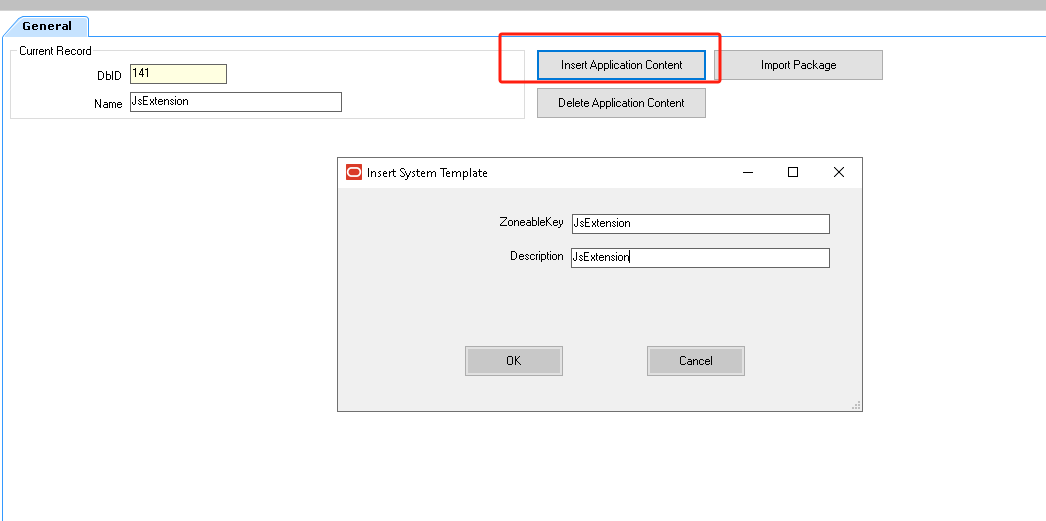 General
Current Record
DbID 141
Name JsExtension
Insert Application Content
Import Package
Delete Application Content
Insert System Template
ZoneableKey JsExtension
Description JsExtension
OK
Cancel